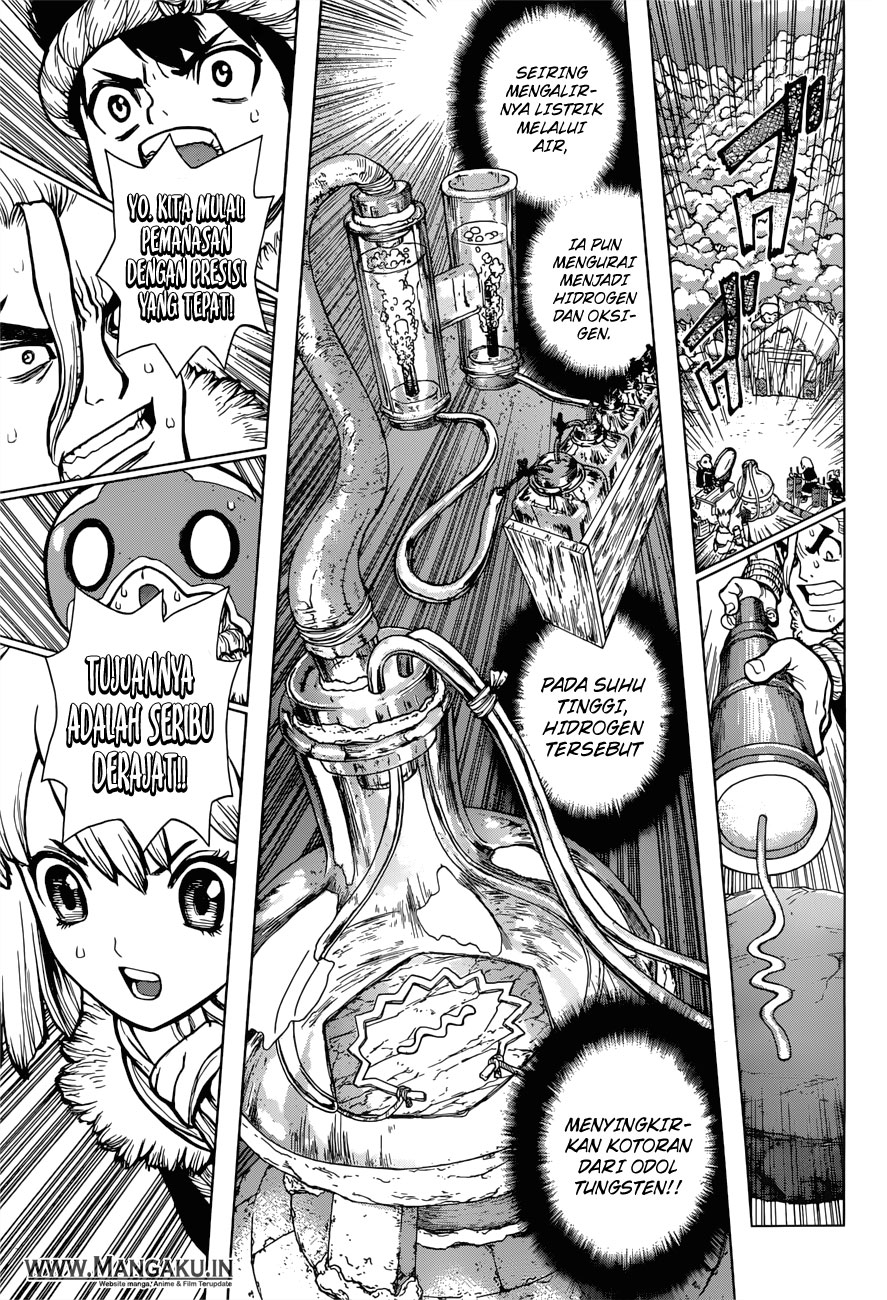 ゴゴ
SEIRING
MENGALIR-
NYA LISTRIK
MELALUI
AIR,
IA PUN
MENGURAI
MENJADI
HIDROGEN
DAN OKSI-
GEN.
PADA SUHU
TINGGI,
HIDROGEN
TERSEBUT
MENYINGKIR-
KAN KOTORAN
DARI ODOL
TUNGSTEN!!
YO. KITA MULAI
PEMANASAN
DENGAN PRESISI
YANG TEPAT!
TUJUANNYA
ADALAH SERIBU
DERAJAT!!
WWW.MANGAKU.IN
Website manga, Anime & Film Terupdate